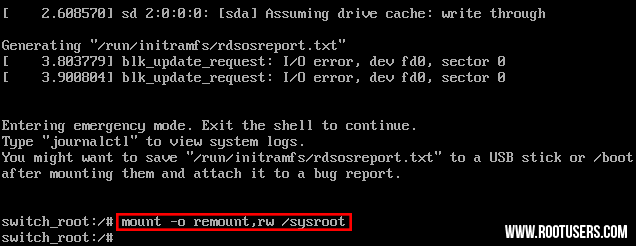 [    2.608570] sd 2:0:0:0: [sda] Assuming drive cache: write through
Generating "/run/initramfs/rdsosreport.txt"
[    3.803779] blk_update_request: I/O error, dev fd0, sector 0
[    3.900804] blk_update_request: I/O error, dev fd0, sector 0
Entering emergency mode. Exit the shell to continue.
Type "journalctl" to view system logs.
You might want to save "/run/initramfs/rdsosreport.txt" to a USB stick or /boot
after mounting them and attach it to a bug report.
switch_root:/# mount -o remount,rw /sysroot
switch_root:/#
WWW.ROOTUSERS.COM